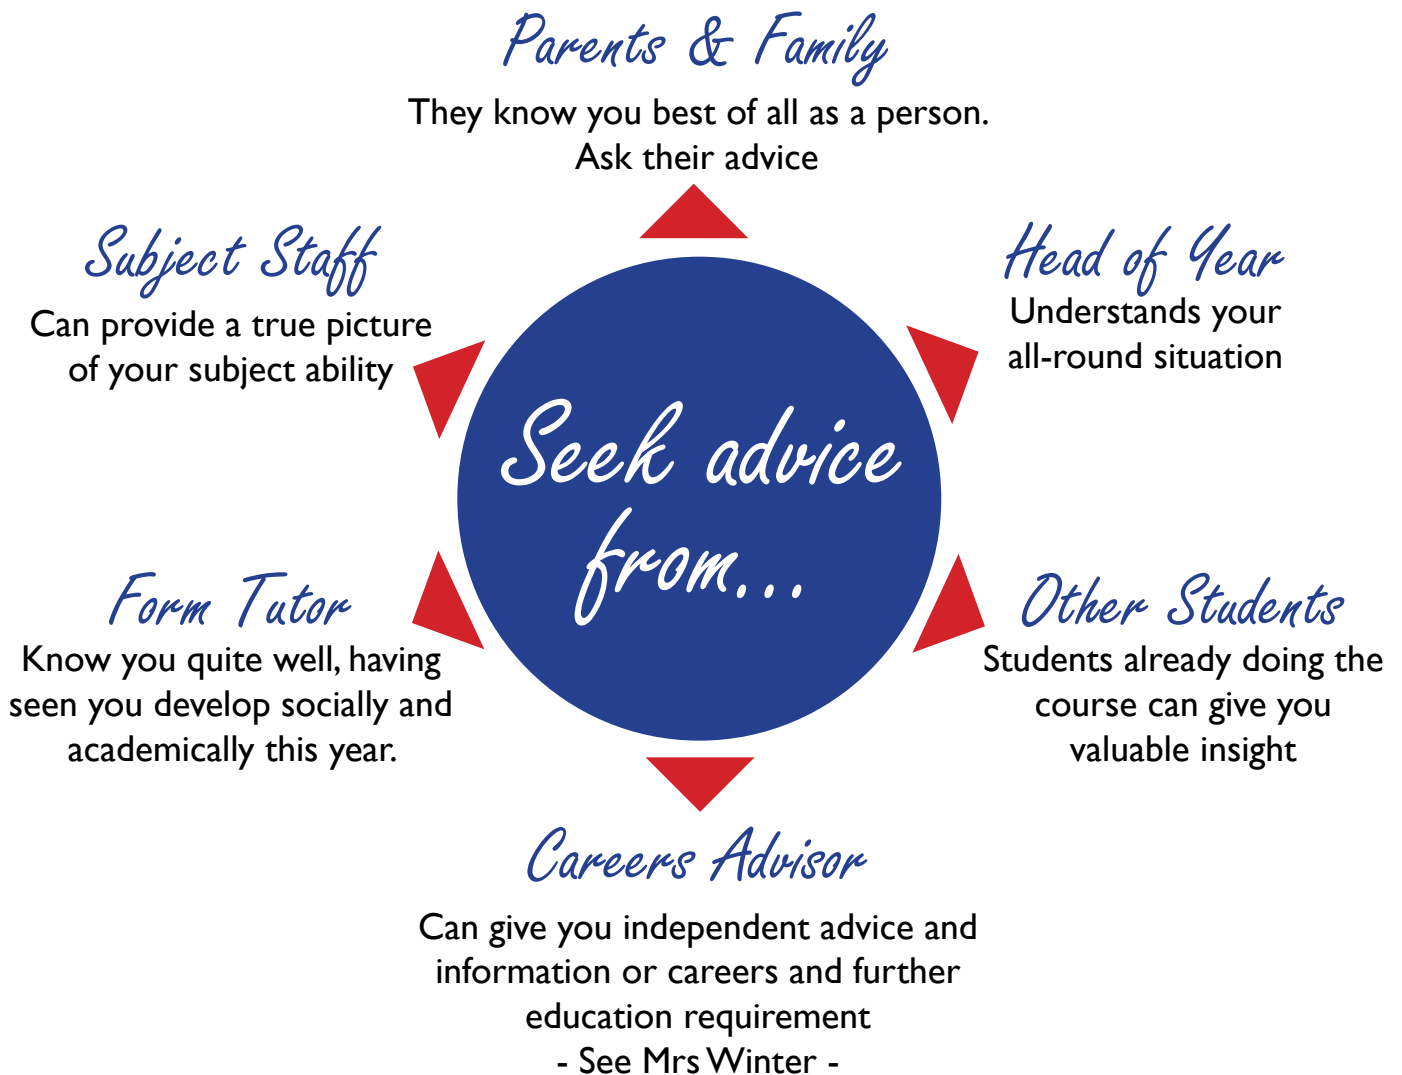 Parents & Family
They know you best of all as a person.
Ask their advice
Subject Staff
Can provide a true picture
of your subject ability
Head of Year
Understands your
all-round situation
Seek advice
from...
Form Tutor
Know you quite well, having
seen you develop socially and
academically this year.
Other Students
Students already doing the
course can give you
valuable insight
Careers Advisor
Can give you independent advice and
information or careers and further
education requirement
- See Mrs Winter -